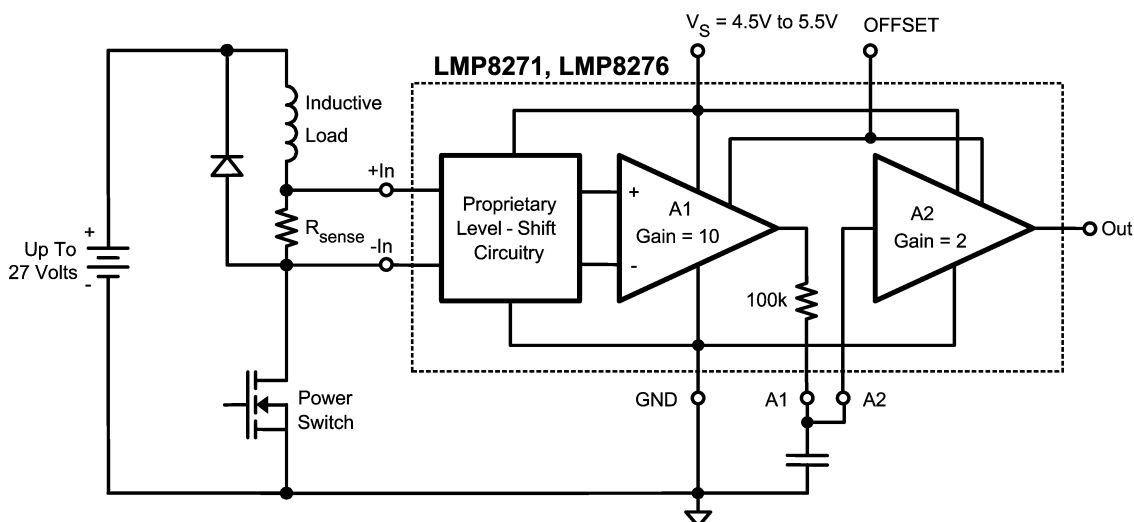 V_S = 4.5V to 5.5V
OFFSET
LMP8271, LMP8276
Inductive
Load
+In
R_sense
-In
Proprietary
Level - Shift
Circuitry
+
-
A1
Gain = 10
A2
Gain = 2
Out
+
Up To
27 Volts
-
100k
Power
Switch
GND
A1
A2